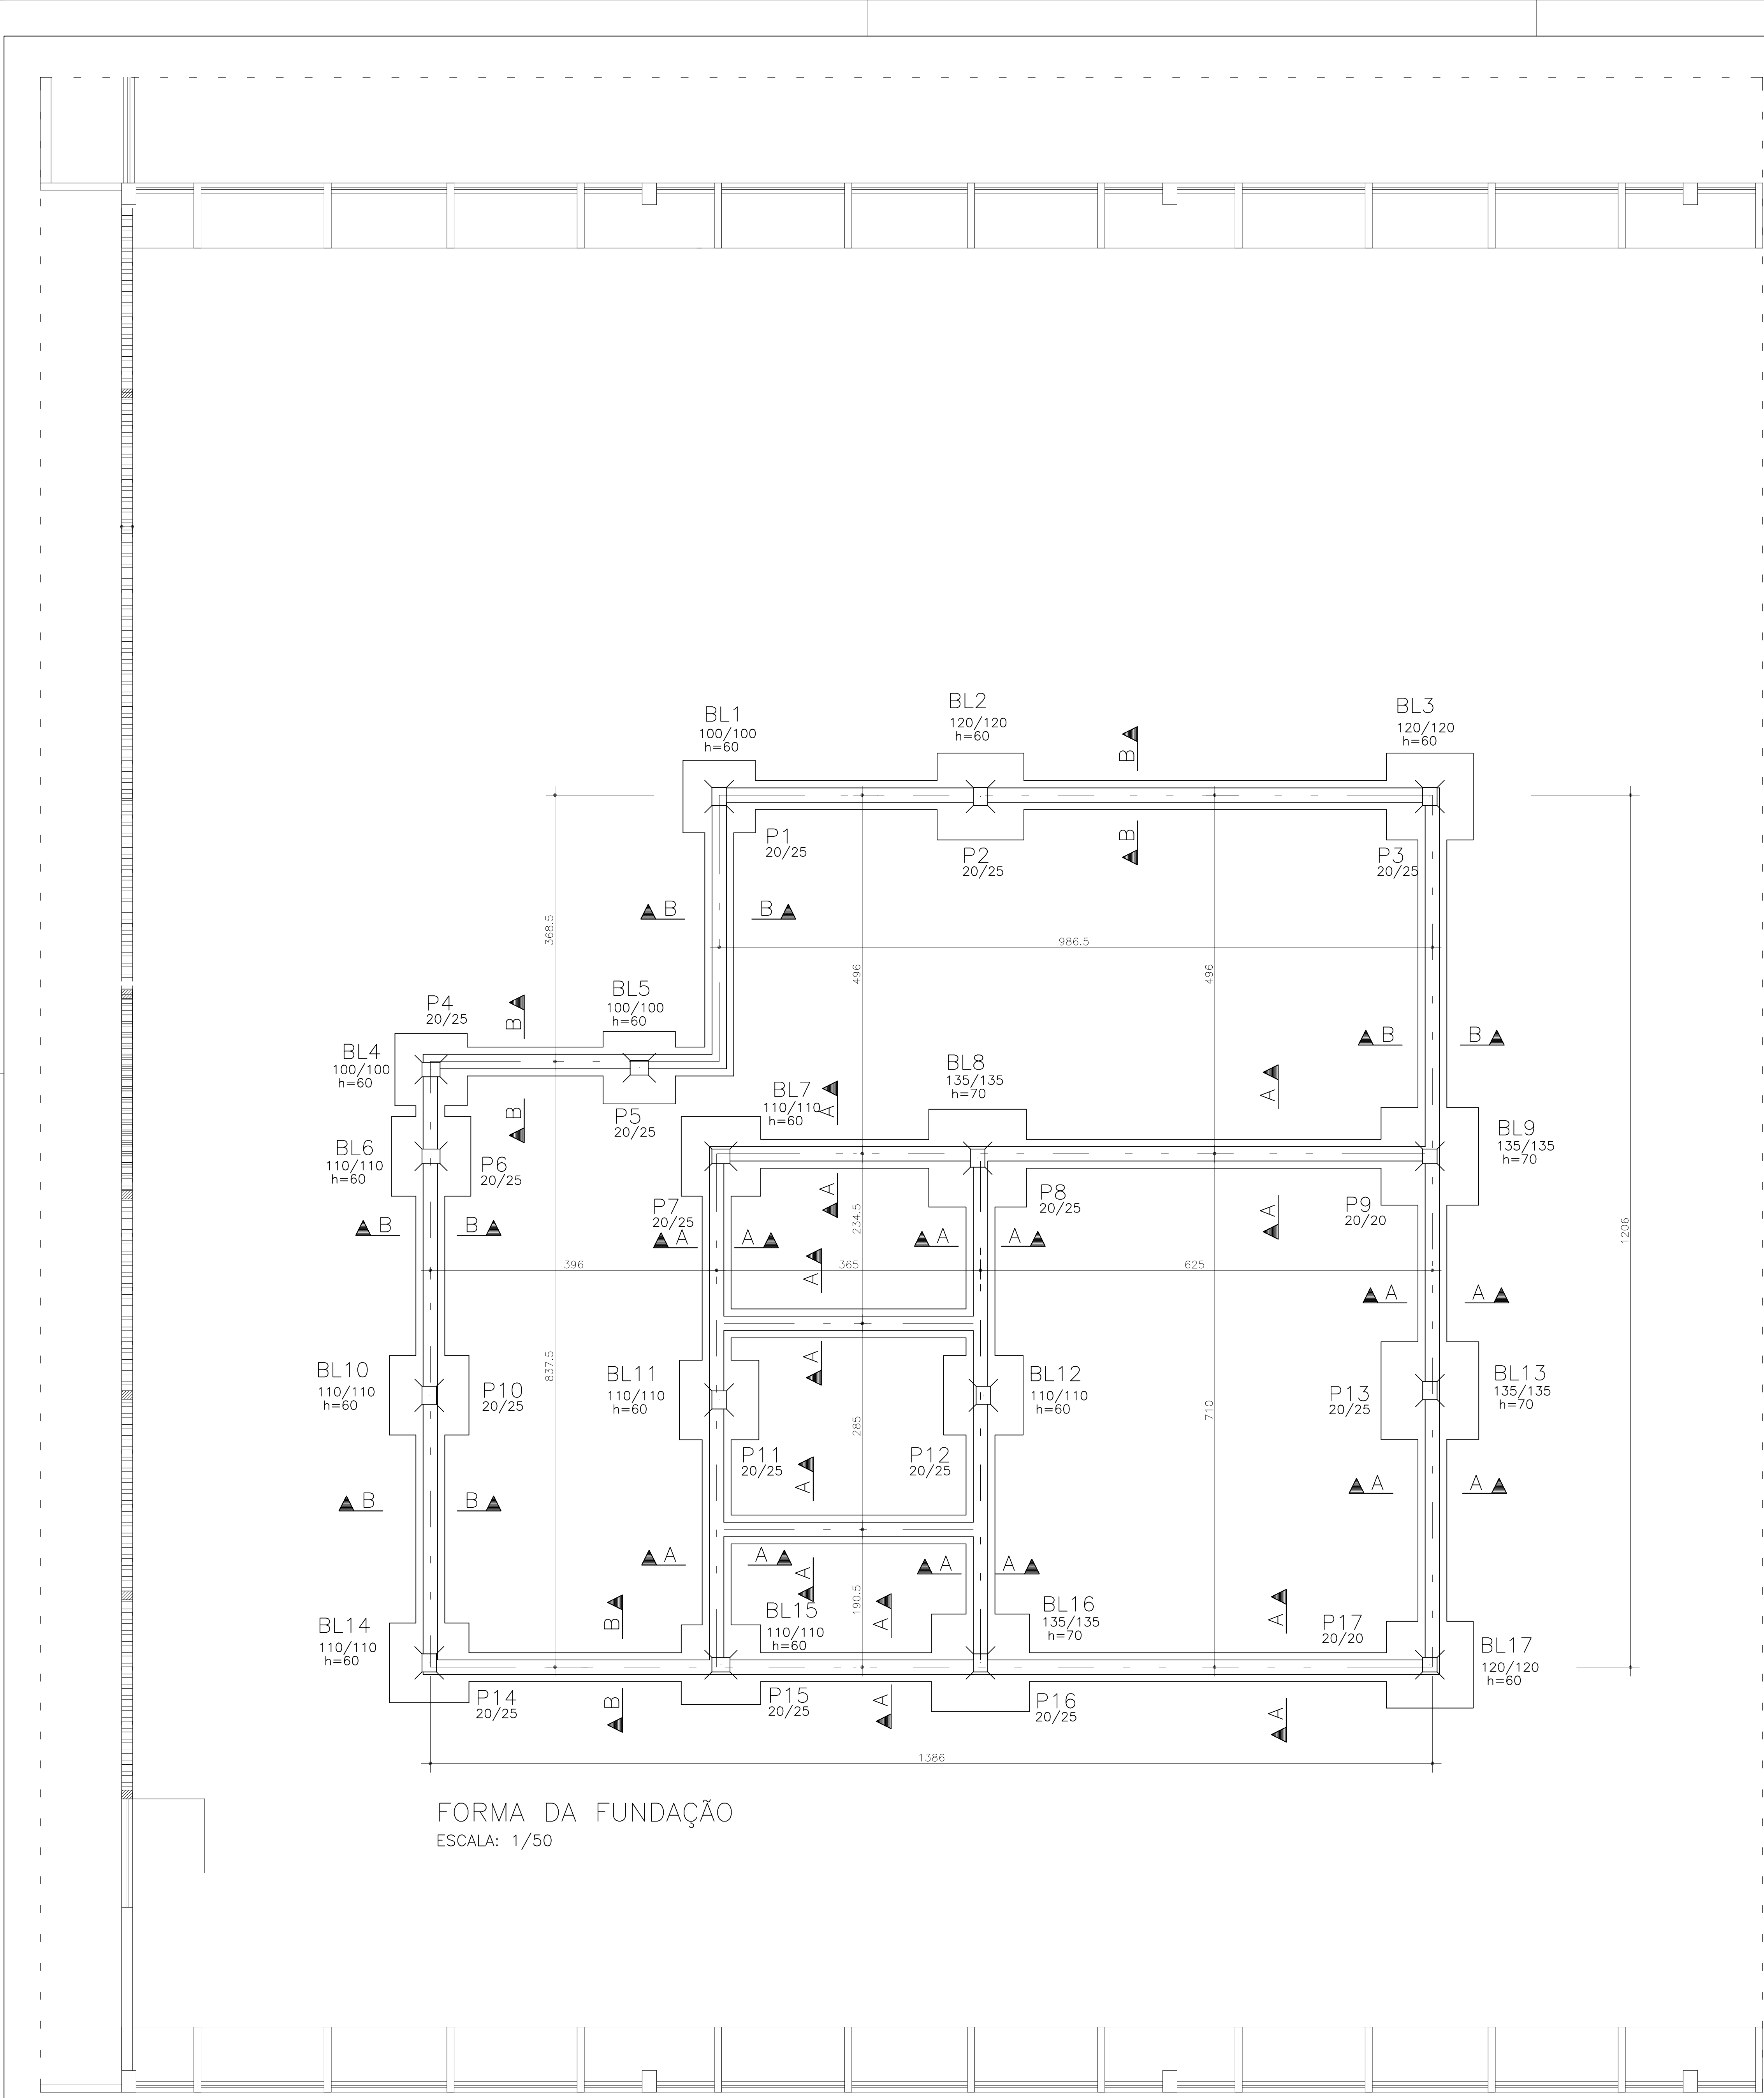 BL1
100/100
h=60
BL2
120/120
h=60
BL3
120/120
h=60
B
B
P1
20/25
P2
20/25
P3
20/25
B
B
368.5
986.5
496
496
P4
20/25
B
BL5
100/100
h=60
B
B
BL4
100/100
h=60
BL8
135/135
h=70
A
BL7
110/110
h=60
A
B
P5
20/25
BL6
110/110
h=60
P6
20/25
BL9
135/135
h=70
A
P8
20/25
P7
20/25
P9
20/20
A
234.5
B
B
A
A
A
A
1206
396
A
365
625
A
A
837.5
A
BL10
110/110
h=60
P10
20/25
BL11
110/110
h=60
BL12
110/110
h=60
P13
20/25
BL13
135/135
h=70
710
285
P11
20/25
P12
20/25
A
A
A
B
B
A
A
A
A
A
190.5
B
A
A
BL14
110/110
h=60
BL15
110/110
h=60
BL16
135/135
h=70
P17
20/20
BL17
120/120
h=60
P14
20/25
B
P15
20/25
A
P16
20/25
A
1386
FORMA DA FUNDAÇÃO
ESCALA: 1/50